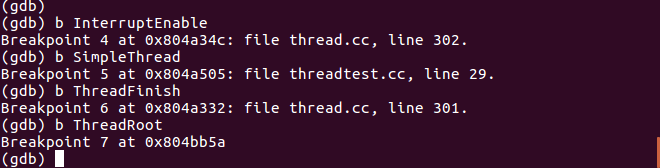 (gdb)
(gdb) b InterruptEnable
Breakpoint 4 at 0x804a34c: file thread.cc, line 302.
(gdb) b SimpleThread
Breakpoint 5 at 0x804a505: file threadtest.cc, line 29.
(gdb) b ThreadFinish
Breakpoint 6 at 0x804a332: file thread.cc, line 301.
(gdb) b ThreadRoot
Breakpoint 7 at 0x804bb5a
(gdb)